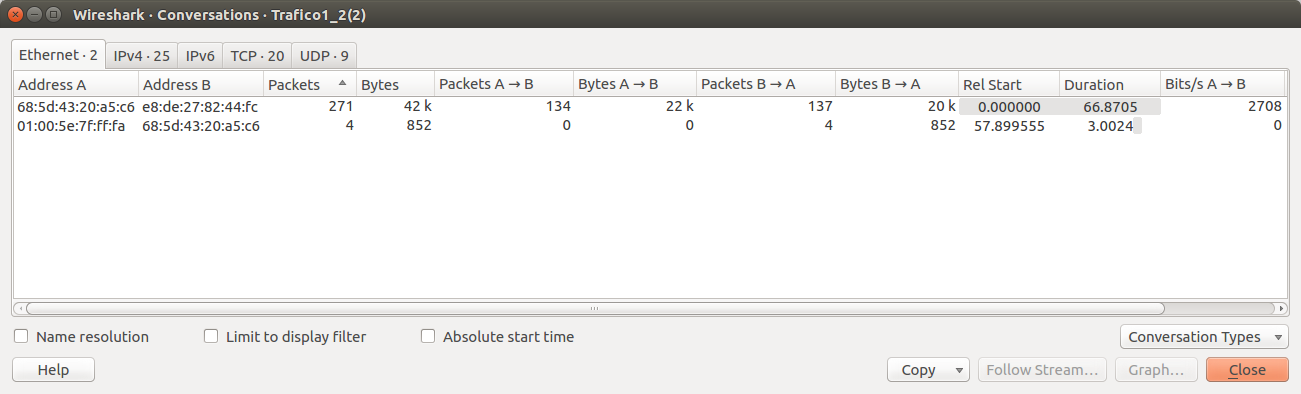 Wireshark · Conversations · Trafico1_2(2)
Ethernet · 2 IPv4 · 25 IPv6 TCP · 20 UDP · 9
Address A Address B Packets Bytes Packets A → B Bytes A → B Packets B → A Bytes B → A Rel Start Duration Bits/s A → B
68:5d:43:20:a5:c6 e8:de:27:82:44:fc 271 42 k 134 22 k 137 20 k 0.000000 66.8705 2708
01:00:5e:7f:ff:fa 68:5d:43:20:a5:c6 4 852 0 0 4 852 57.899555 3.0024 0
Name resolution Limit to display filter Absolute start time Conversation Types
Help Copy Follow Stream... Graph... Close